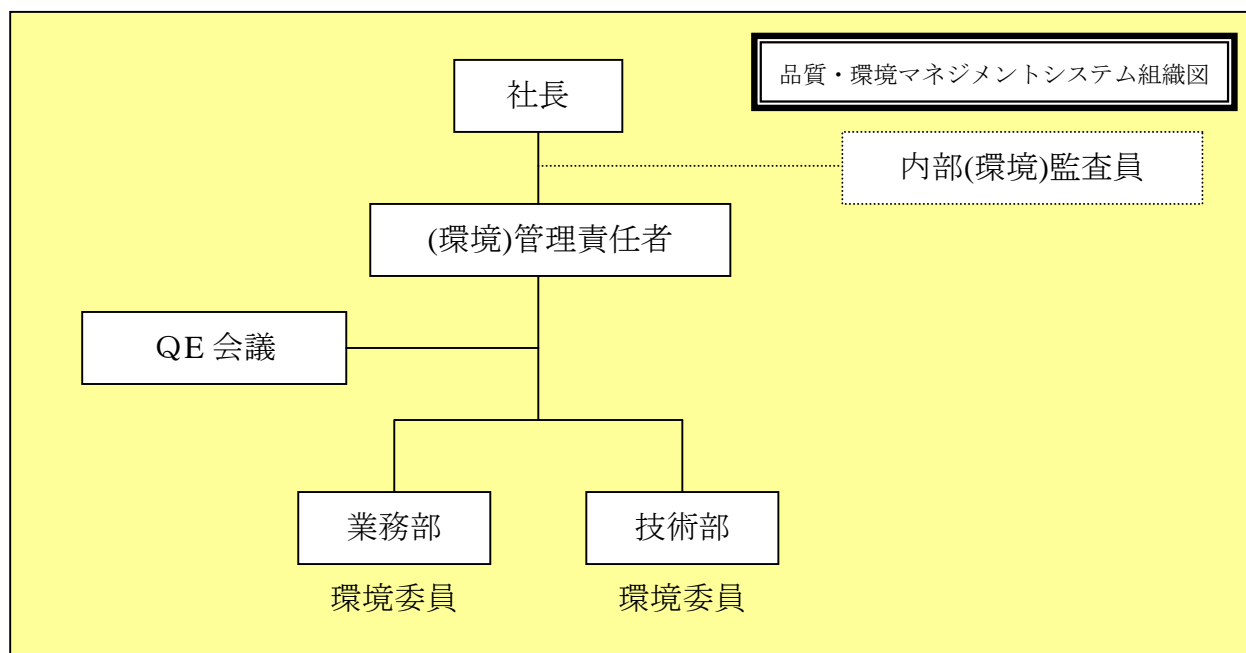 品質・環境マネジメントシステム組織図
社長
内部(環境)監査員
(環境)管理責任者
ＱE 会議
業務部
技術部
環境委員
環境委員